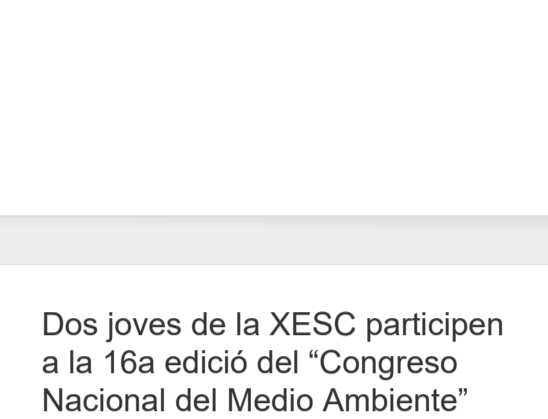 Dos joves de la XESC participen
a la 16a edició del “Congreso
Nacional del Medio Ambiente”